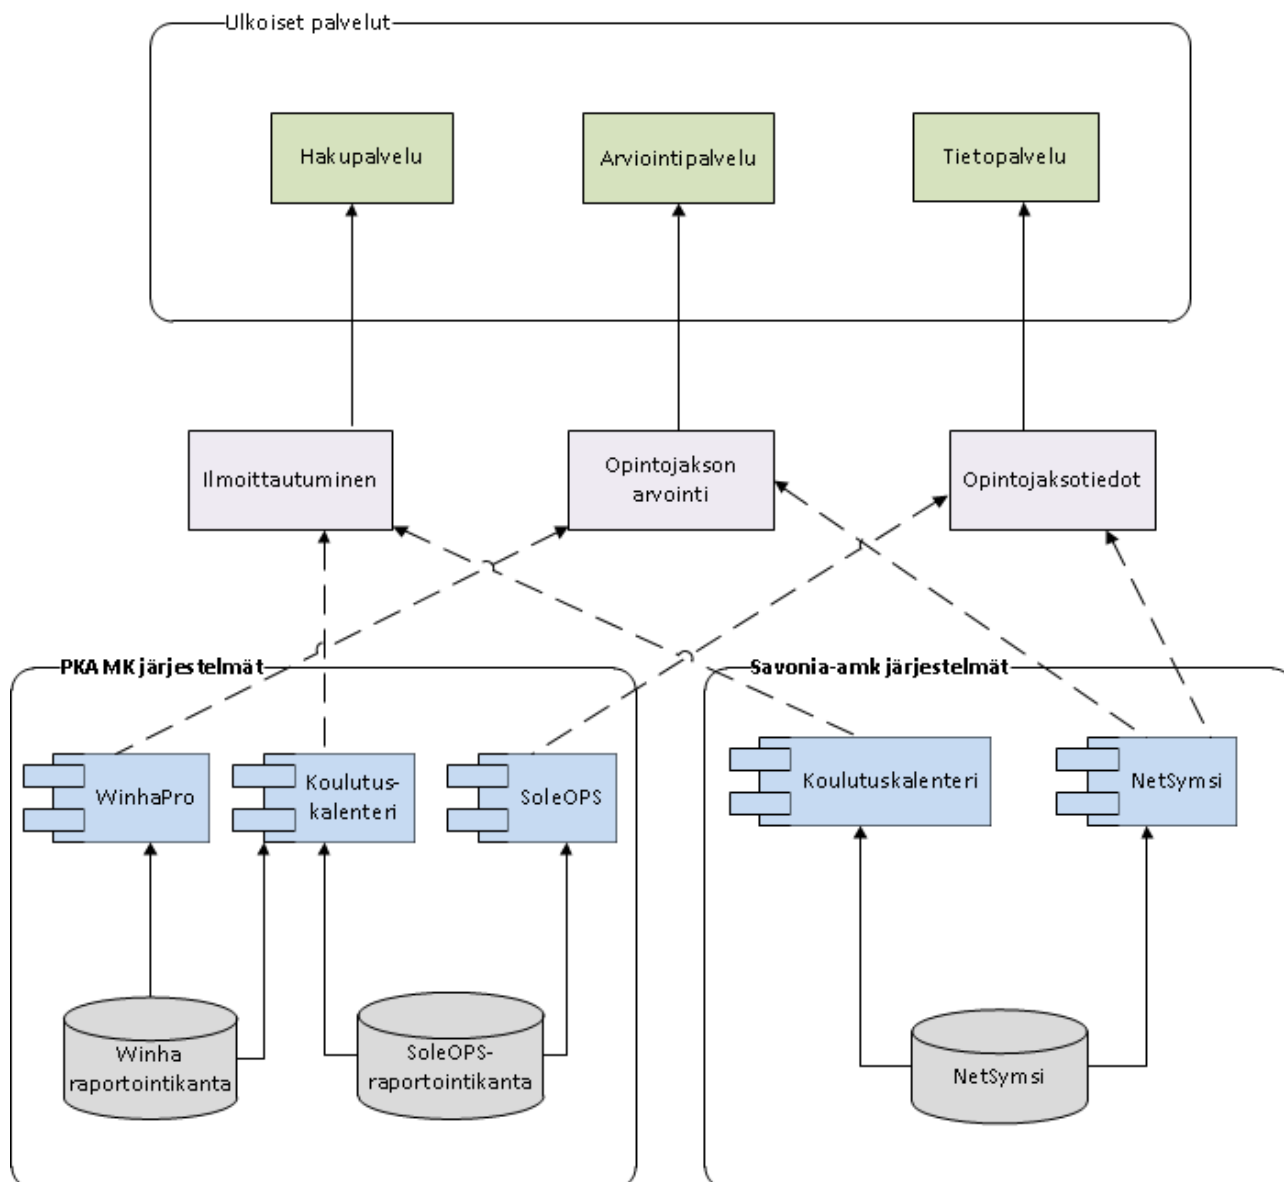 Ulkoiset palvelut
Hakupalvelu
Arviointipalvelu
Tietopalvelu
Ilmoittautuminen
Opintojakson
arvointi
Opintojaksotiedot
PKAMK järjestelmät
Savonia-amk järjestelmät
WinhaPro
Koulutus-
kalenteri
SoleOPS
Koulutuskalenteri
NetSymsi
Winha
raportointikanta
SoleOPS-
raportointikanta
NetSymsi